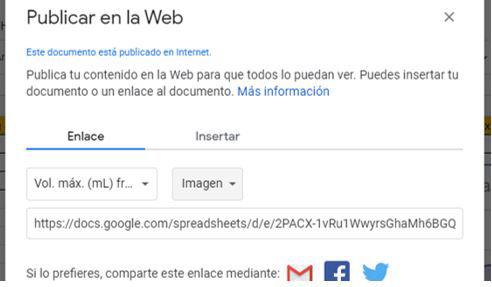 Publicar en la Web
Este documento está publicado en Internet.
Publica tu contenido en la Web para que todos lo puedan ver. Puedes insertar tu
documento o un enlace al documento. Más información
Enlace Insertar
Vol. máx. (mL) fr... Imagen
https://docs.google.com/spreadsheets/d/e/2PACX-1vRu1WwyrsGhaMh6BGQ
Si lo prefieres, comparte este enlace mediante: